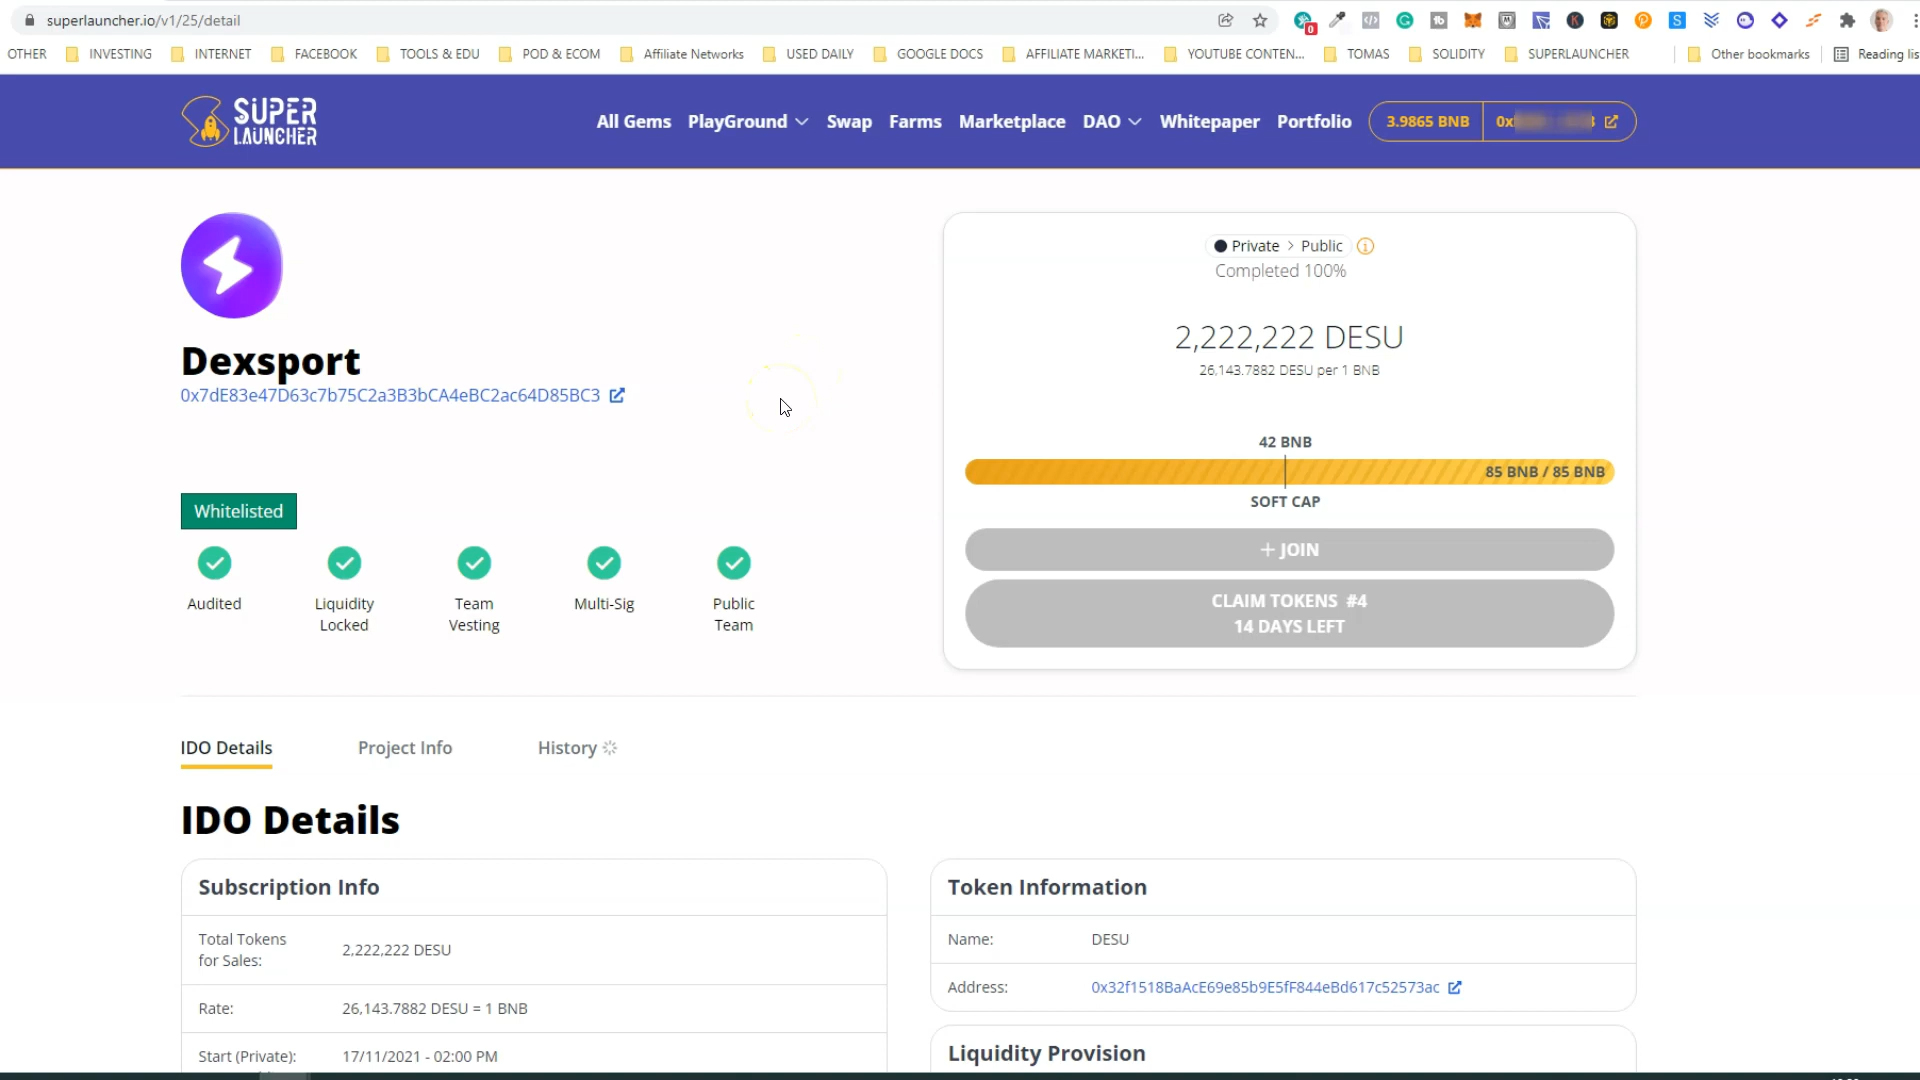 superlauncher.io/v1/25/detail
0
OTHER INVESTING INTERNET FACEBOOK TOOLS & EDU POD & ECOM Affiliate Networks USED DAILY GOOGLE DOCS AFFILIATE MARKETI... YOUTUBE CONTEN... TOMAS SOLIDITY SUPERLAUNCHER Other bookmarks Reading lis
SUPER
LAUNCHER
All Gems PlayGround Swap Farms Marketplace DAO Whitepaper Portfolio 3.9865 BNB 0x
Private > Public
Completed 100%
2,222,222 DESU
26,143.7882 DESU per 1 BNB
Dexsport
0x7dE83e47D63c7b75C2a3B3bCA4eBC2ac64D85BC3
42 BNB
85 BNB / 85 BNB
SOFT CAP
Whitelisted
+ JOIN
CLAIM TOKENS #4
14 DAYS LEFT
Audited
Liquidity
Locked
Team
Vesting
Multi-Sig
Public
Team
IDO Details Project Info History
IDO Details
Subscription Info
Total Tokens
for Sales:
2,222,222 DESU
Rate: 26,143.7882 DESU = 1 BNB
Start (Private): 17/11/2021 - 02:00 PM
Token Information
Name: DESU
Address: 0x32f1518BaAcE69e85b9E5fF844eBd617c52573ac
Liquidity Provision